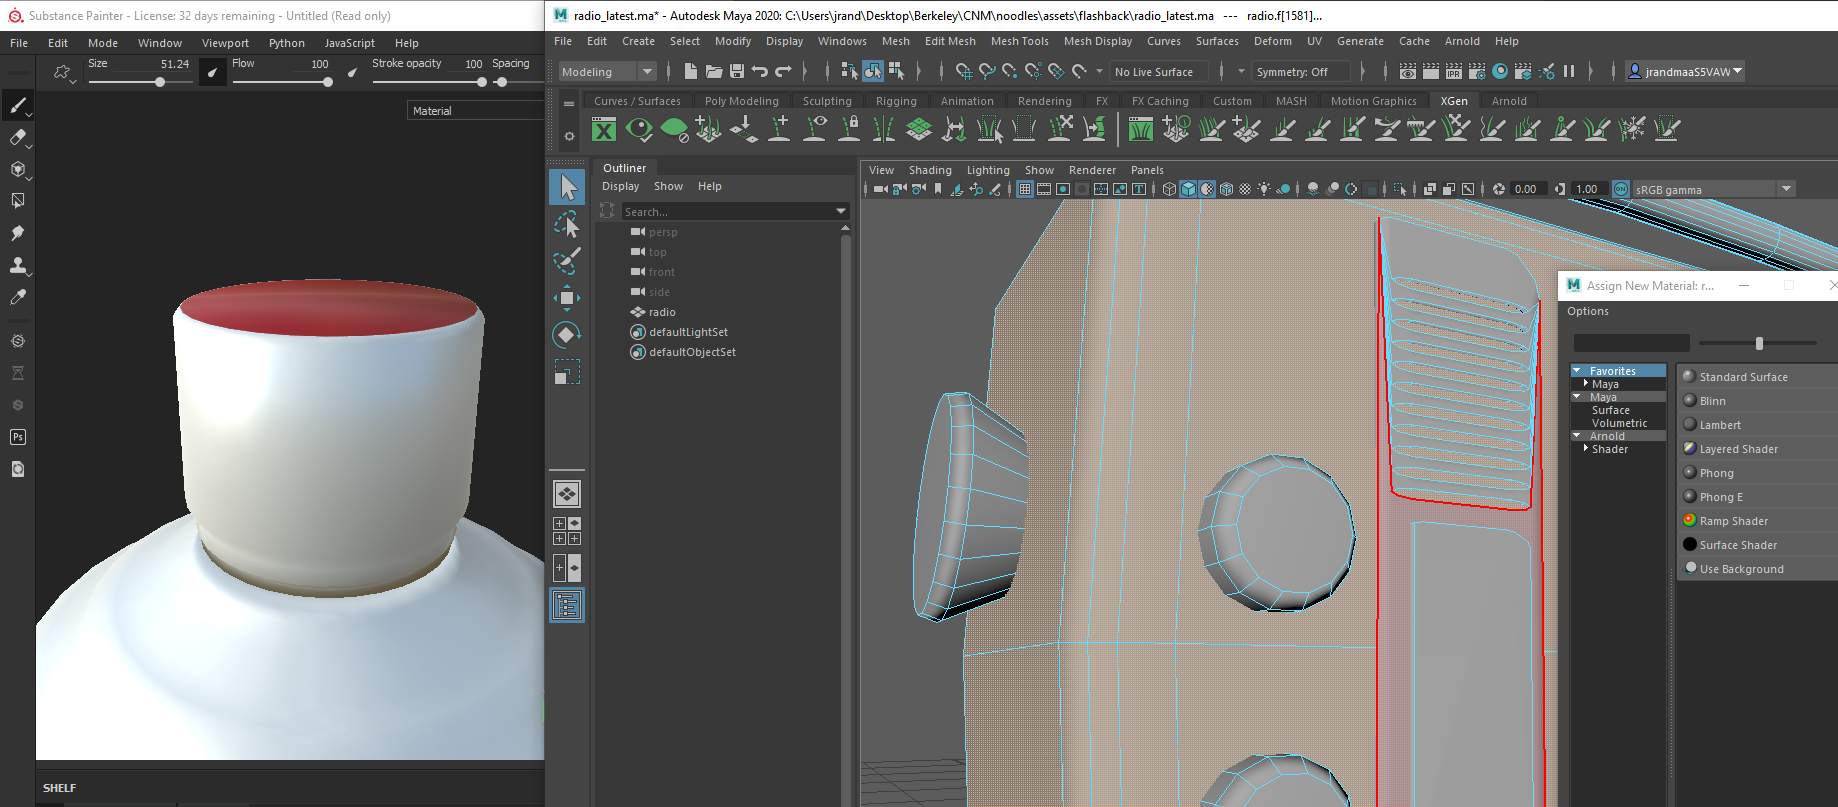 Substance Painter - License: 32 days remaining - Untitled (Read only)
File Edit Mode Window Viewport Python JavaScript Help
Size 51.24 Flow 100 Stroke opacity 100 Spacing
Material
Ps
SHELF
M radio_latest.ma* - Autodesk Maya 2020: C:\Users\jrand\Desktop\Berkeley\CNM\noodles\assets\flashback\radio_latest.ma --- radio.f[1581]...
File Edit Create Select Modify Display Windows Mesh Edit Mesh Mesh Tools Mesh Display Curves Surfaces Deform UV Generate Cache Arnold Help
Modeling No Live Surface Symmetry: Off jrandmaaS5VAW
Curves / Surfaces Poly Modeling Sculpting Rigging Animation Rendering FX FX Caching Custom MASH Motion Graphics XGen Arnold
Outliner
Display Show Help
Search...
persp
top
front
side
radio
defaultLightSet
defaultObjectSet
View Shading Lighting Show Renderer Panels
0.00 1.00 ON sRGB gamma
M Assign New Material: r...
Options
Favorites
Maya
Maya
Surface
Volumetric
Arnold
Shader
Standard Surface
Blinn
Lambert
Layered Shader
Phong
Phong E
Ramp Shader
Surface Shader
Use Background